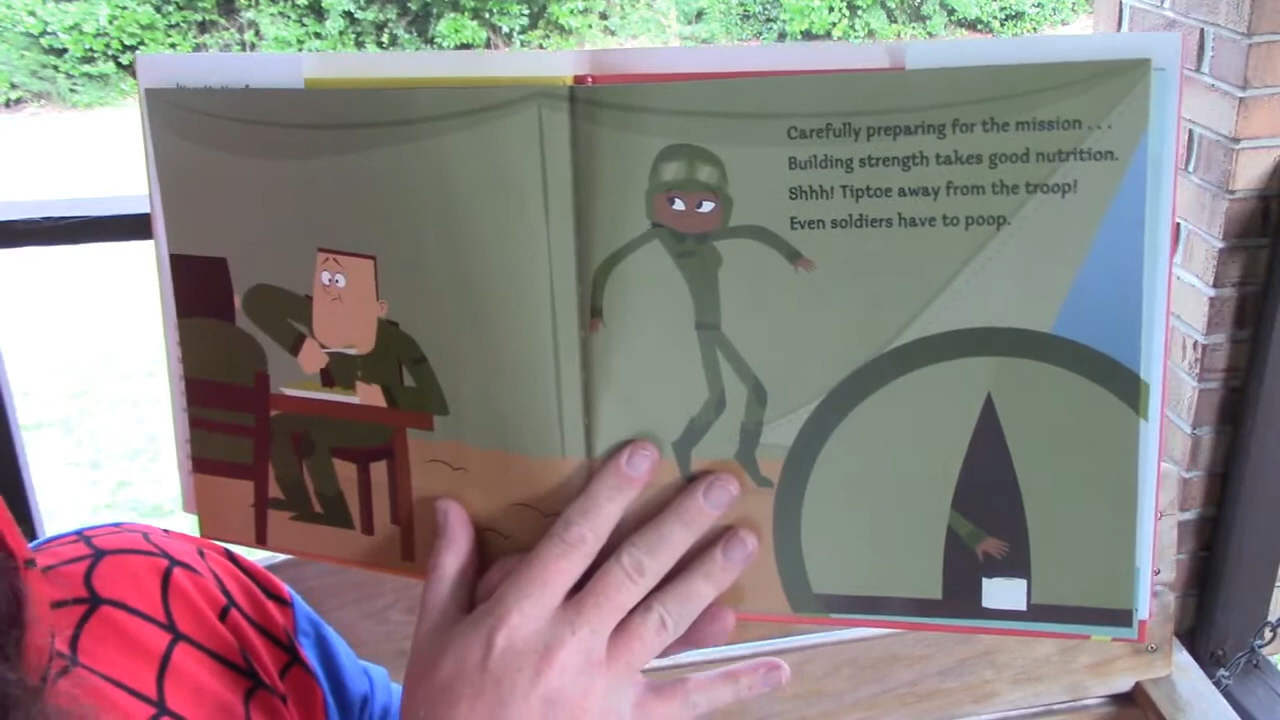 Carefully preparing for the mission . . .
Building strength takes good nutrition.
Shhh! Tiptoe away from the troop!
Even soldiers have to poop.